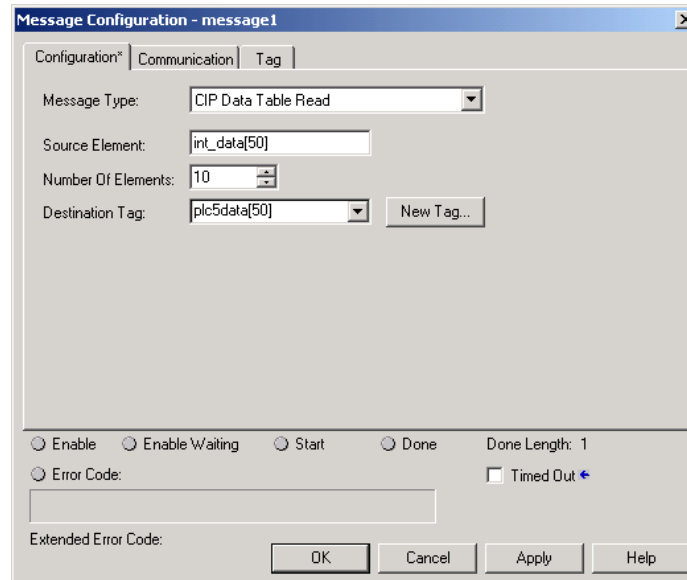 Message Configuration - message1
Configuration* Communication Tag
Message Type: CIP Data Table Read
Source Element: int_data[50]
Number Of Elements: 10
Destination Tag: plc5data[50] New Tag...
Enable Enable Waiting Start Done Done Length: 1
Error Code: Timed Out
Extended Error Code:
OK Cancel Apply Help